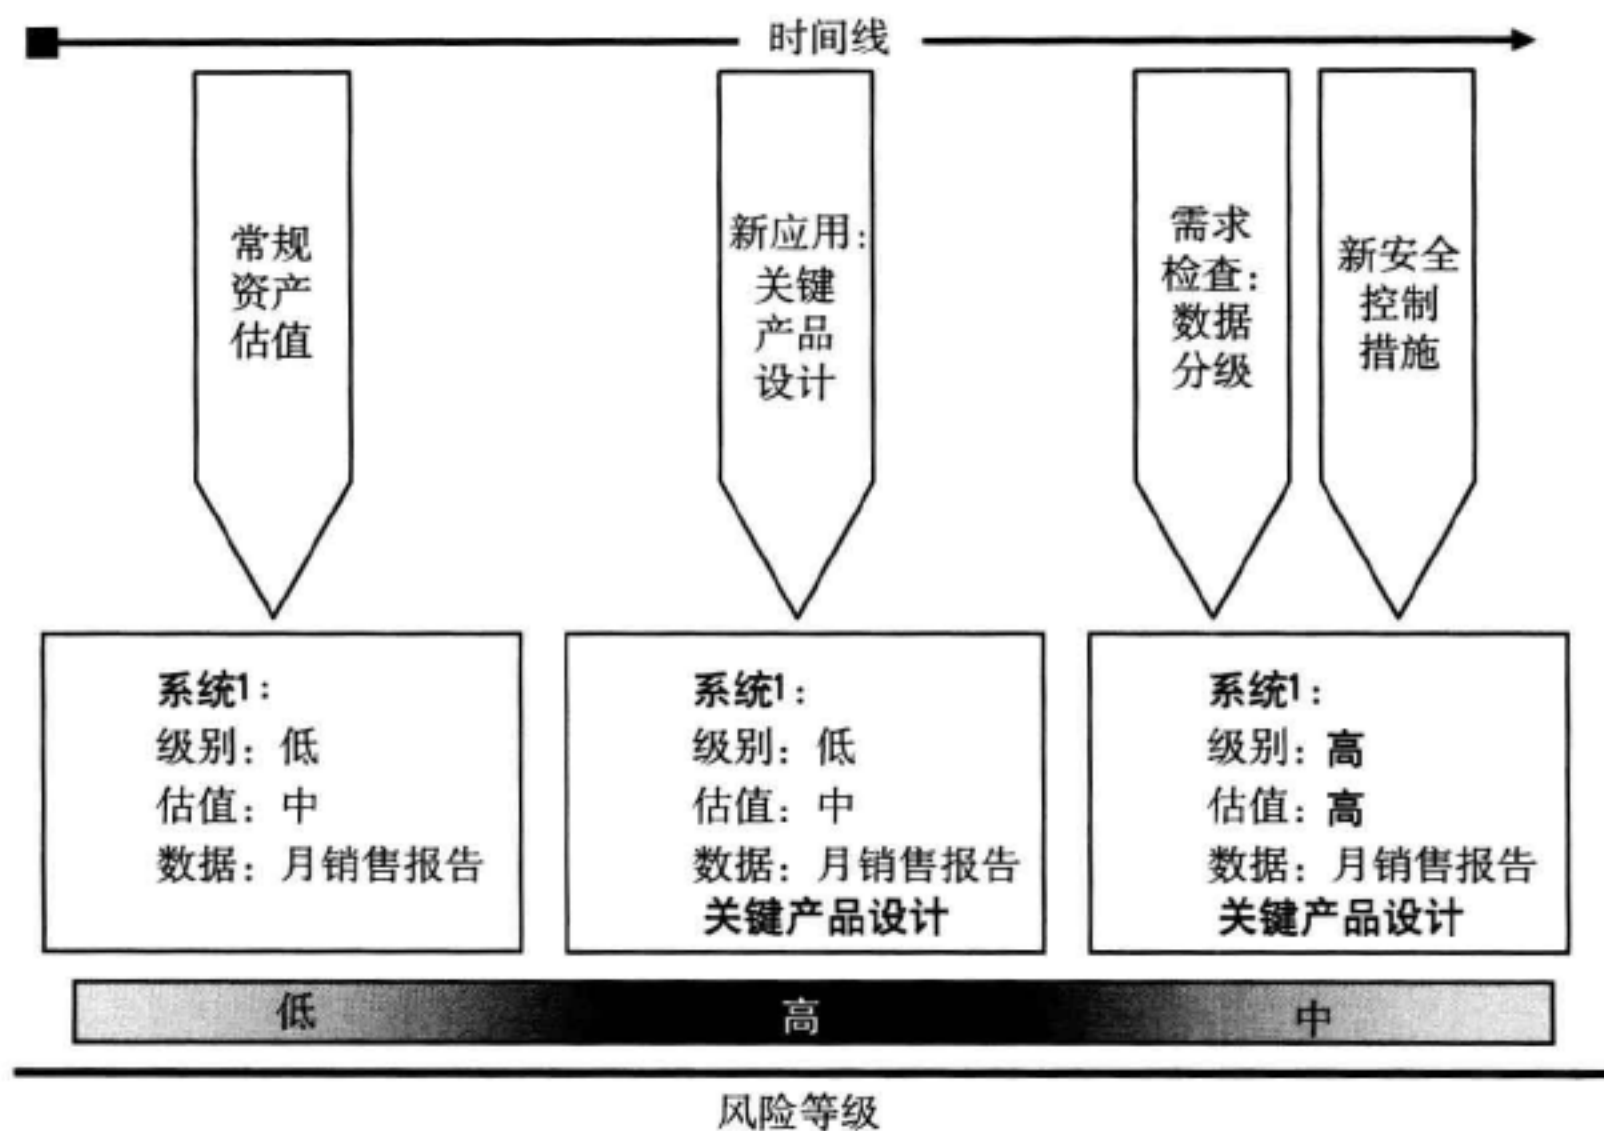 时间线
常规
资产
估值
新应用：
关键
产品
设计
需求
检查：
数据
分级
新安全
控制
措施
系统1：
级别：低
估值：中
数据：月销售报告
系统1：
级别：低
估值：中
数据：月销售报告
关键产品设计
系统1：
级别：高
估值：高
数据：月销售报告
关键产品设计
低
高
中
风险等级